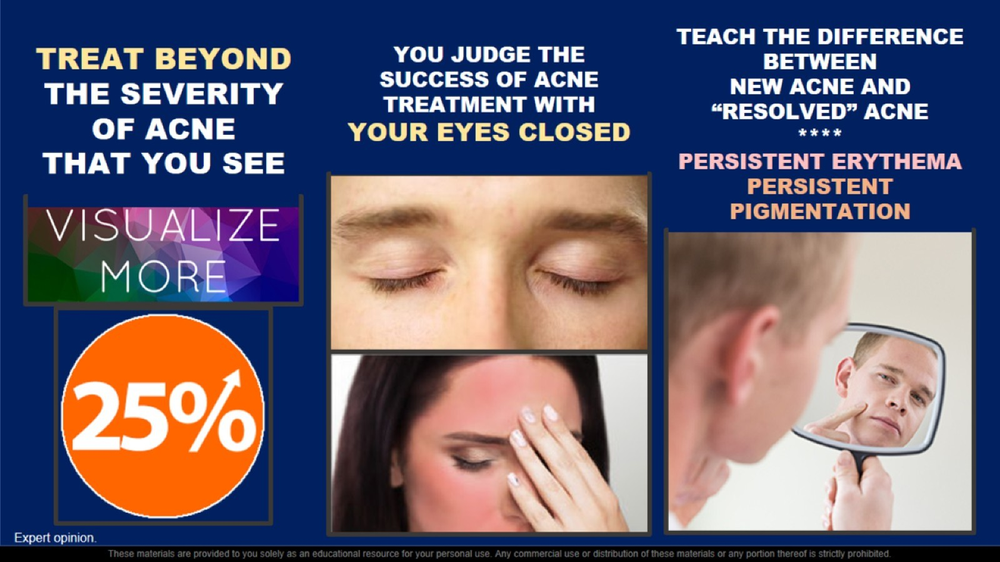 TREAT BEYOND
THE SEVERITY
OF ACNE
THAT YOU SEE
VISUALIZE
MORE
25%
YOU JUDGE THE
SUCCESS OF ACNE
TREATMENT WITH
YOUR EYES CLOSED
TEACH THE DIFFERENCE
BETWEEN
NEW ACNE AND
“RESOLVED” ACNE
****
PERSISTENT ERYTHEMA
PERSISTENT
PIGMENTATION
Expert opinion.
These materials are provided to you solely as an educational resource for your personal use. Any commercial use or distribution of these materials or any portion thereof is strictly prohibited.